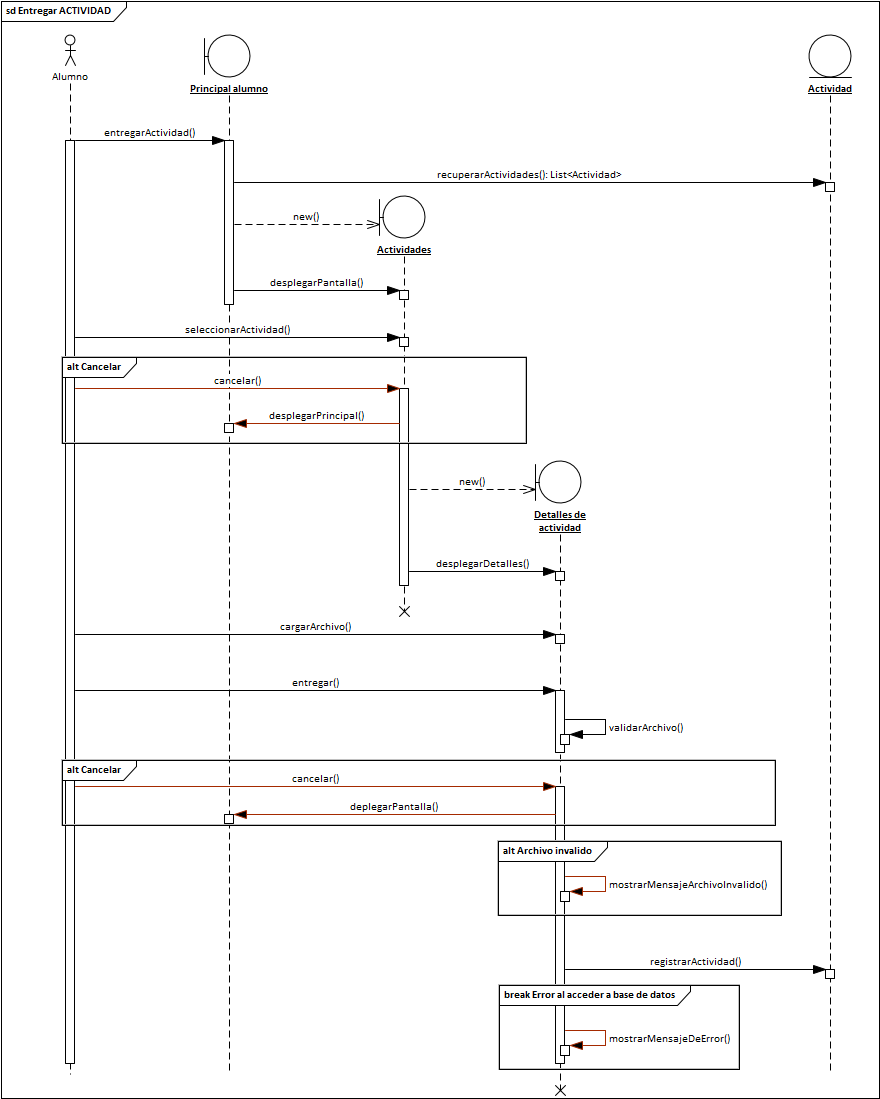 sd Entregar ACTIVIDAD
Alumno
Principal alumno
Actividad
entregarActividad()
recuperarActividades(): List<Actividad>
new()
Actividades
desplegarPantalla()
seleccionarActividad()
alt Cancelar
cancelar()
desplegarPrincipal()
new()
Detalles de
actividad
desplegarDetalles()
cargarArchivo()
entregar()
validarArchivo()
alt Cancelar
cancelar()
deplegarPantalla()
alt Archivo invalido
mostrarMensajeArchivoInvalido()
registrarActividad()
break Error al acceder a base de datos
mostrarMensajeDeError()